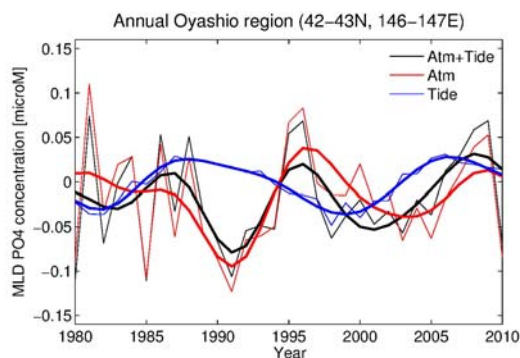 Annual Oyashio region (42-43N, 146-147E)
MLD PO4 concentration [microM]
0.15
0.1
0.05
0
-0.05
-0.1
-0.15
Atm+Tide
Atm
Tide
1980 1985 1990 1995 2000 2005 2010
Year